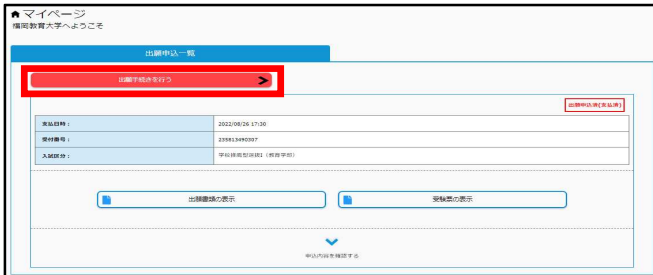 マイページ
福岡教育大学へようこそ
出願申込一覧
出願手続きを行う
出願申込済(支払済)
支払日時： 2022/08/26 17:30
受付番号： 239813490307
入試区分： 学校推薦型選抜I（教育学部）
出願書類の表示 受験票の表示
申込内容を確認する